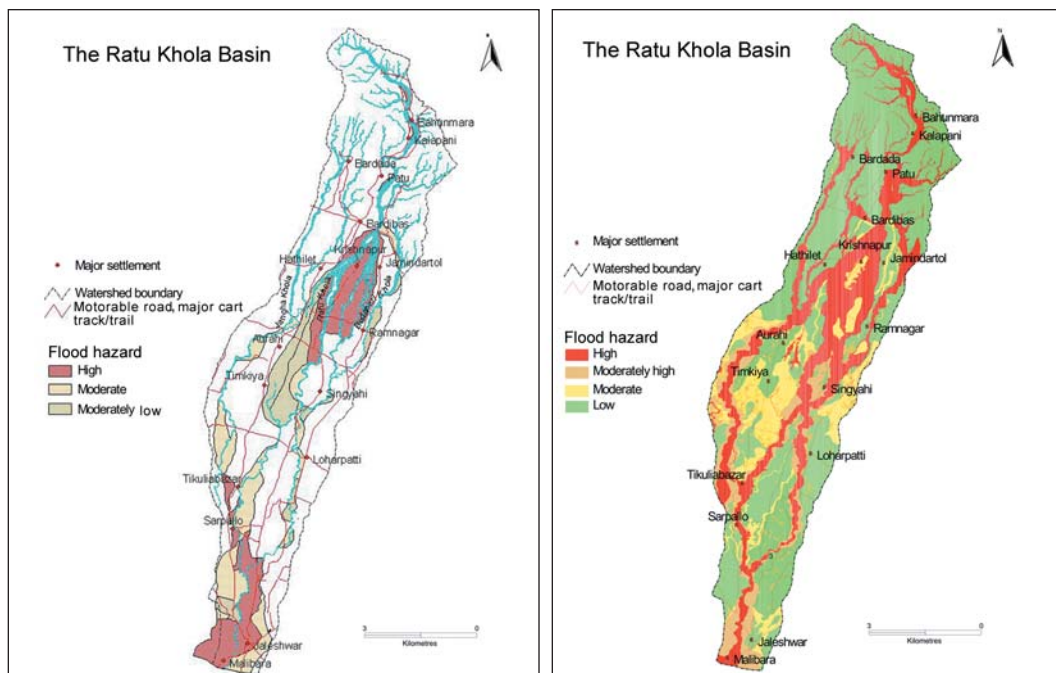 The Ratu Khola Basin
Bahunmara
Kalapani
Bardada
Patu
Bardibas
Krishnapur
Hathilet
Jamindartol
Ratu Khola
Ramnagar
Aurahi
Timkiya
Singyahi
Loharpatti
Tikuliabazar
Sarpallo
Jaleshwar
Malibara
Major settlement
Watershed boundary
Motorable road, major cart
track/trail
Flood hazard
High
Moderate
Moderately low
3 0
Kilometres
The Ratu Khola Basin
N
Bahunmara
Kalapani
Bardada
Patu
Bardibas
Krishnapur
Hathilet
Jamindartol
Ramnagar
Aurahi
Timkiya
Singyahi
Loharpatti
Tikuliabazar
Sarpallo
Jaleshwar
Malibara
Major settlement
Watershed boundary
Motorable road, major cart
track/trail
Flood hazard
High
Moderately high
Moderate
Low
3 0
Kilometres